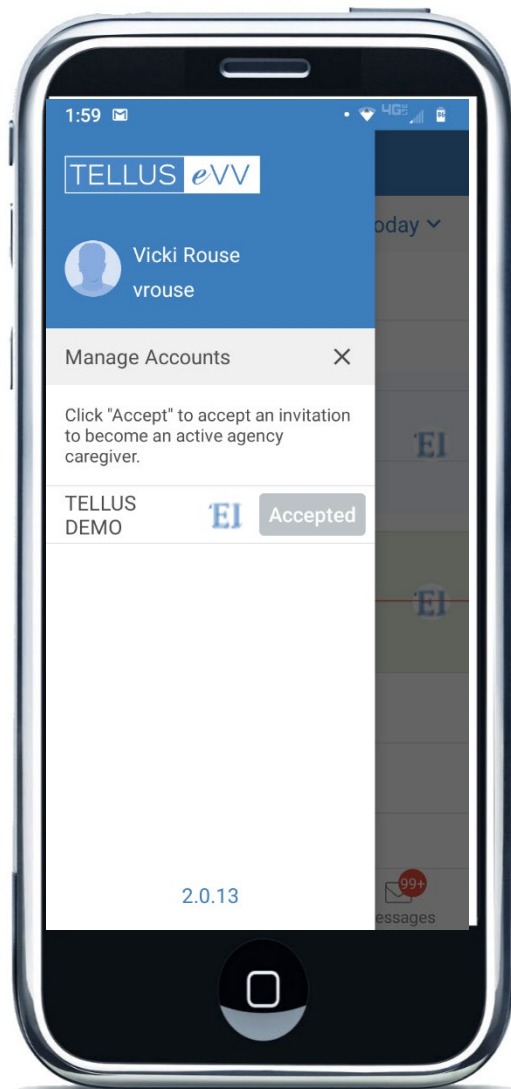 1:59
4G
TELLUS eVV
oday
Vicki Rouse
vrouse
Manage Accounts
Click "Accept" to accept an invitation
to become an active agency
caregiver.
EI
TELLUS
DEMO
EI
Accepted
EI
2.0.13
99+
essages